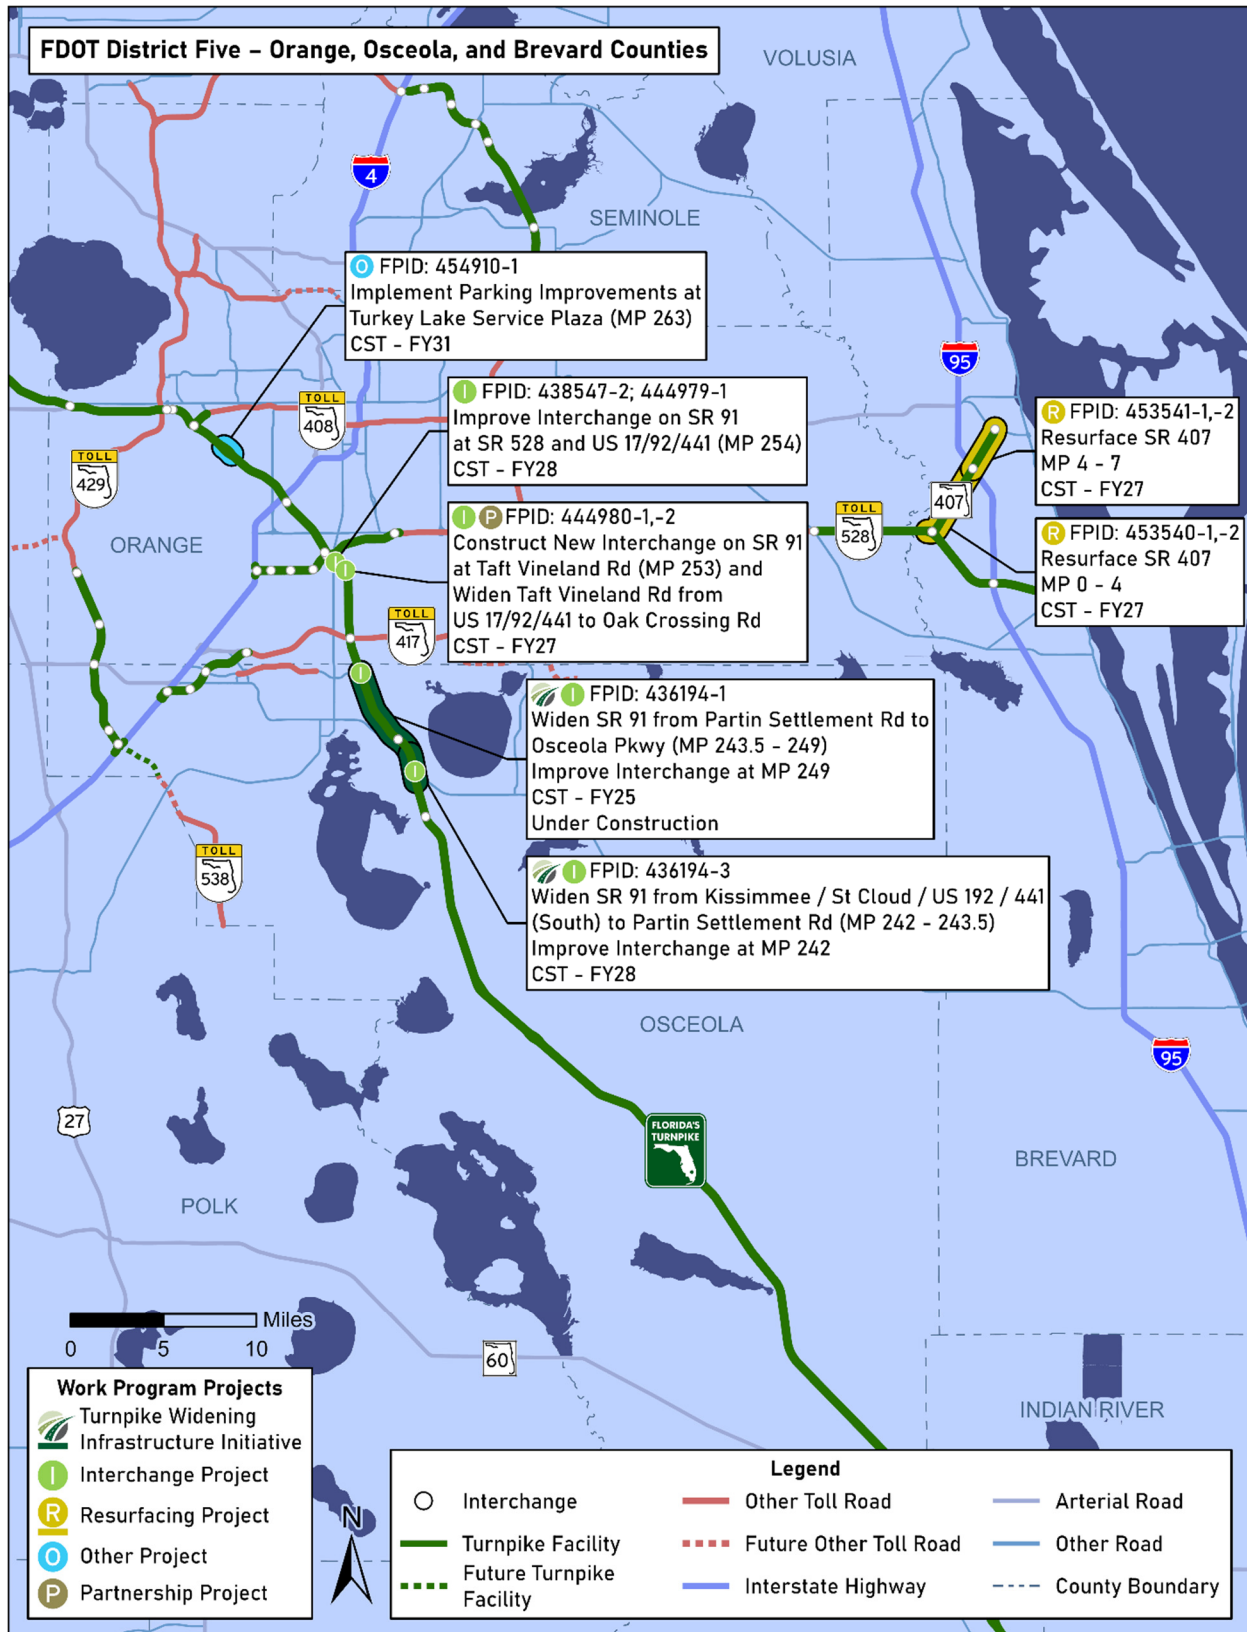 FDOT District Five – Orange, Osceola, and Brevard Counties
VOLUSIA
4
SEMINOLE
O FPID: 454910-1
Implement Parking Improvements at
Turkey Lake Service Plaza (MP 263)
CST - FY31
95
I FPID: 438547-2; 444979-1
Improve Interchange on SR 91
at SR 528 and US 17/92/441 (MP 254)
CST - FY28
TOLL
408
R FPID: 453541-1,-2
Resurface SR 407
MP 4 - 7
CST - FY27
TOLL
429
407
I P FPID: 444980-1,-2
Construct New Interchange on SR 91
at Taft Vineland Rd (MP 253) and
Widen Taft Vineland Rd from
US 17/92/441 to Oak Crossing Rd
CST - FY27
TOLL
528
R FPID: 453540-1,-2
Resurface SR 407
MP 0 - 4
CST - FY27
ORANGE
I
I
TOLL
417
I
I FPID: 436194-1
Widen SR 91 from Partin Settlement Rd to
Osceola Pkwy (MP 243.5 - 249)
Improve Interchange at MP 249
CST - FY25
Under Construction
I
TOLL
538
I FPID: 436194-3
Widen SR 91 from Kissimmee / St Cloud / US 192 / 441
(South) to Partin Settlement Rd (MP 242 - 243.5)
Improve Interchange at MP 242
CST - FY28
OSCEOLA
95
27
FLORIDA'S
TURNPIKE
BREVARD
POLK
Miles
0 5 10
60
INDIAN RIVER
Work Program Projects
Turnpike Widening
Infrastructure Initiative
I Interchange Project
R Resurfacing Project
O Other Project
P Partnership Project
N
Legend
Interchange
Other Toll Road
Arterial Road
Turnpike Facility
Future Other Toll Road
Other Road
Future Turnpike
Facility
Interstate Highway
County Boundary